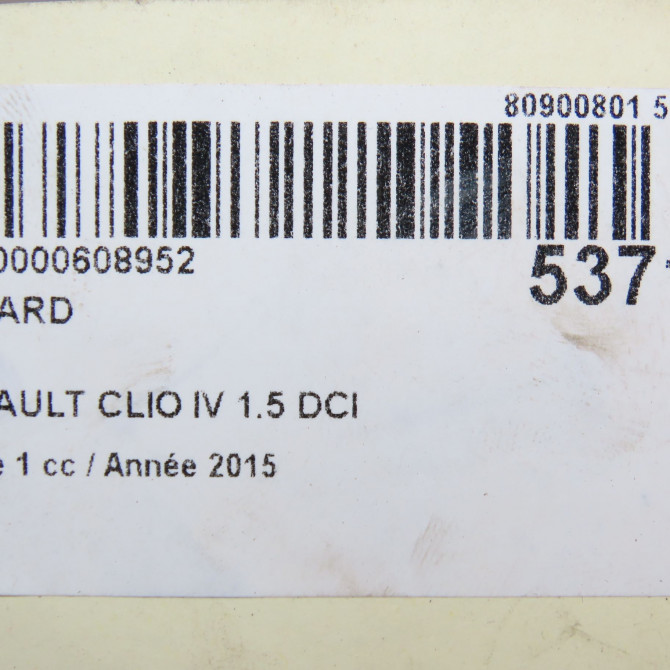 80900801 5
0000608952
537
ARD
AULT CLIO IV 1.5 DCI
e 1 cc / Année 2015